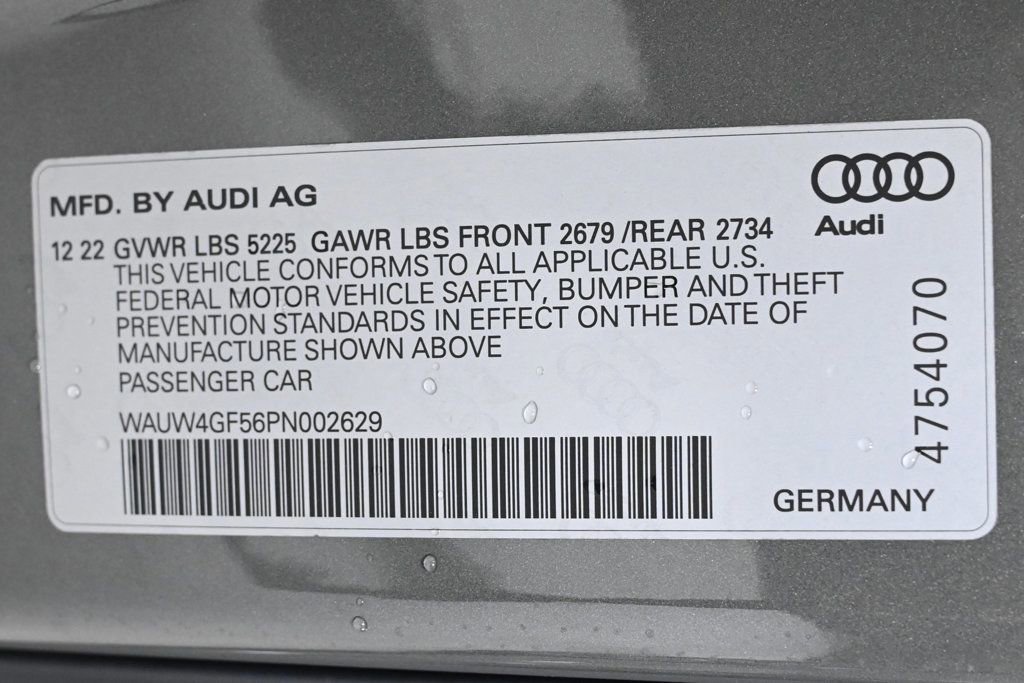 MFD. BY AUDI AG
Audi
12 22 GVWR LBS 5225 GAWR LBS FRONT 2679 /REAR 2734
THIS VEHICLE CONFORMS TO ALL APPLICABLE U.S.
FEDERAL MOTOR VEHICLE SAFETY, BUMPER AND THEFT
PREVENTION STANDARDS IN EFFECT ON THE DATE OF
MANUFACTURE SHOWN ABOVE
PASSENGER CAR
WAUW4GF56PN002629
47540​70
GERMANY